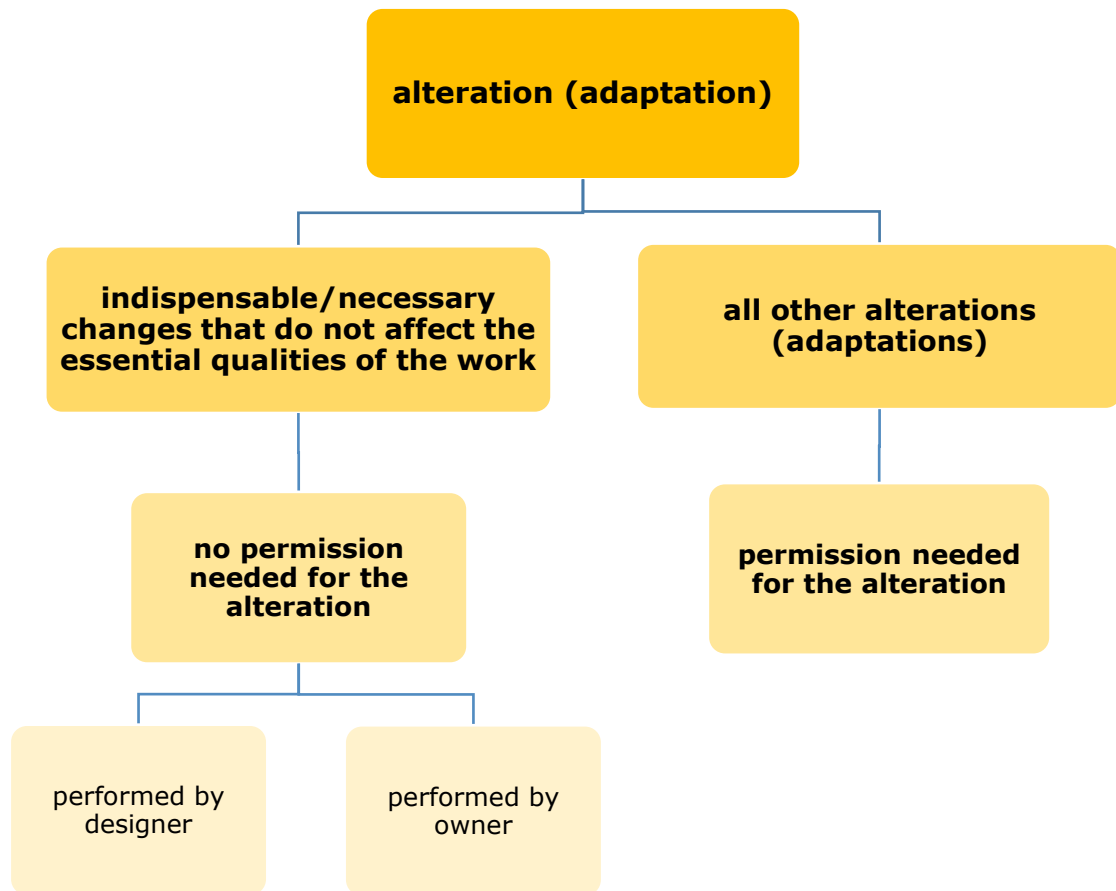 alteration (adaptation)
indispensable/necessary
changes that do not affect the
essential qualities of the work
all other alterations
(adaptations)
no permission
needed for the
alteration
permission needed
for the alteration
performed by
designer
performed by
owner